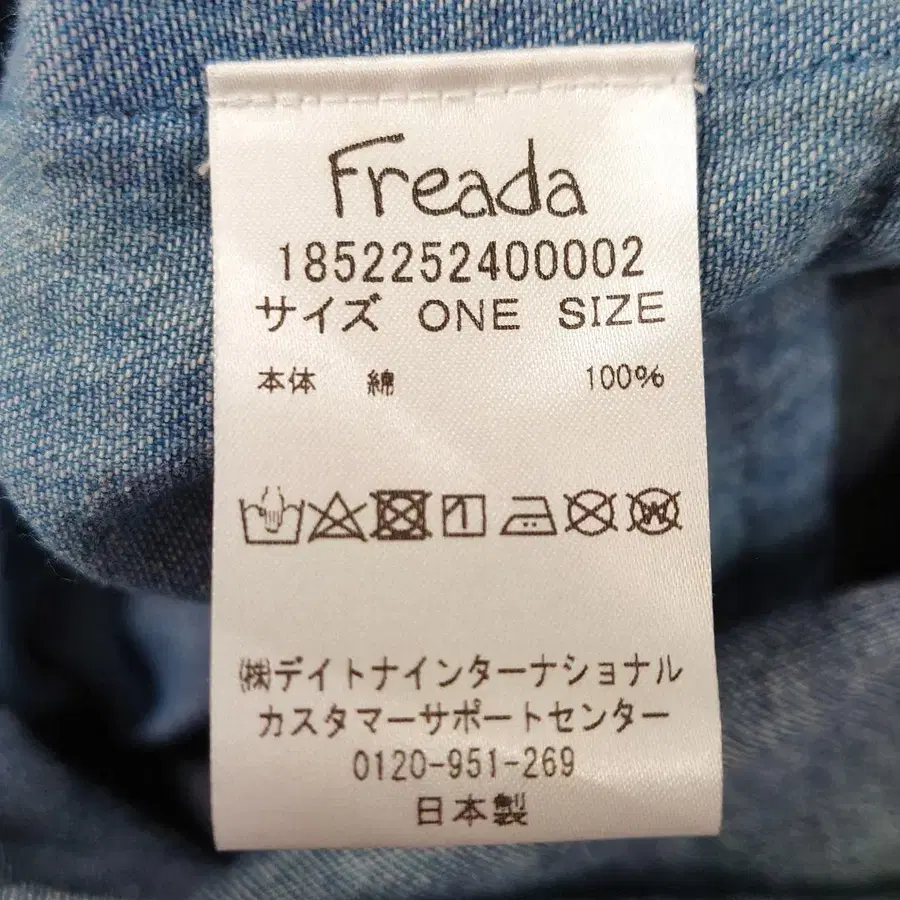 Freada
1852252400002
サイズ ONE SIZE
本体 綿 100%
W
㈱デイトナインターナショナル
カスタマーサポートセンター
0120-951-269
日本製